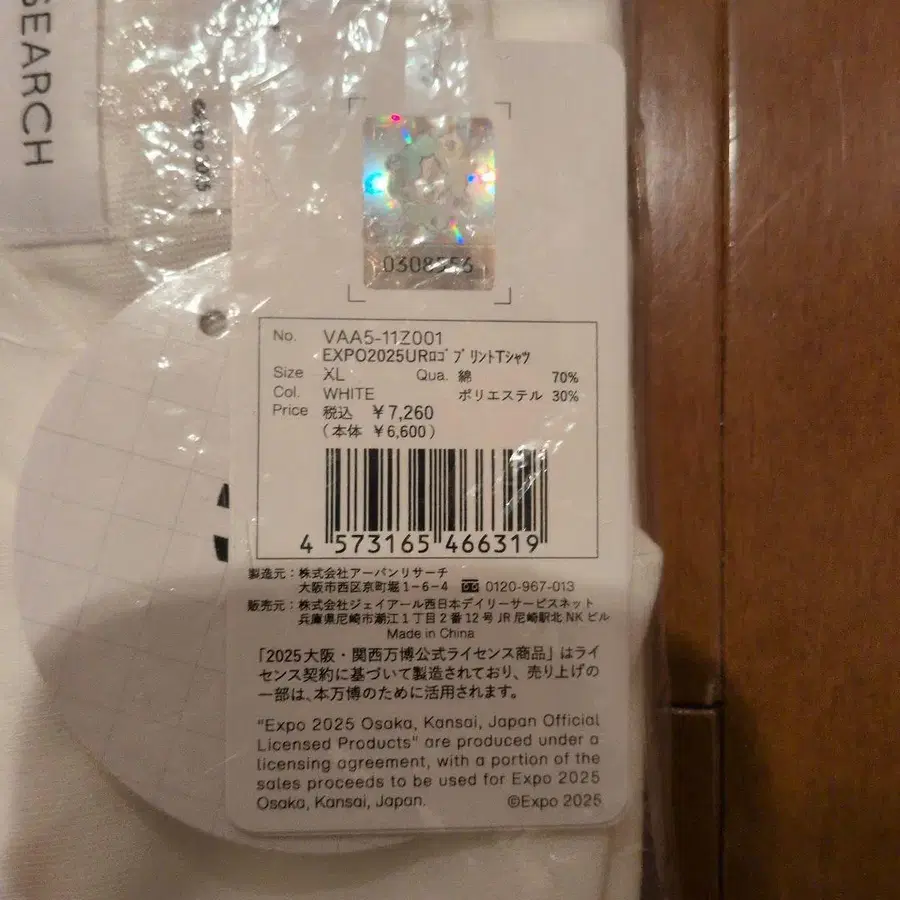 SEARCH
0308556
No. VAA5-11Z001
EXPO2025URﾛｺﾞﾌﾟﾘﾝﾄTｼｬﾂ
Size XL Qua. 綿 70%
Col. WHITE ポリエステル 30%
Price 税込 ￥7,260
(本体 ￥6,600)
4 573165 466319
製造元：株式会社アーバンリサーチ
大阪市西区京町堀1-6-4 0120-967-013
販売元：株式会社ジェイアール西日本デイリーサービスネット
兵庫県尼崎市潮江1丁目2番12号 JR尼崎駅北NKビル
Made in China
「2025大阪・関西万博公式ライセンス商品」はライ
センス契約に基づいて製造されており、売り上げの
一部は、本万博のために活用されます。
"Expo 2025 Osaka, Kansai, Japan Official
Licensed Products" are produced under a
licensing agreement, with a portion of the
sales proceeds to be used for Expo 2025
Osaka, Kansai, Japan. ©Expo 2025